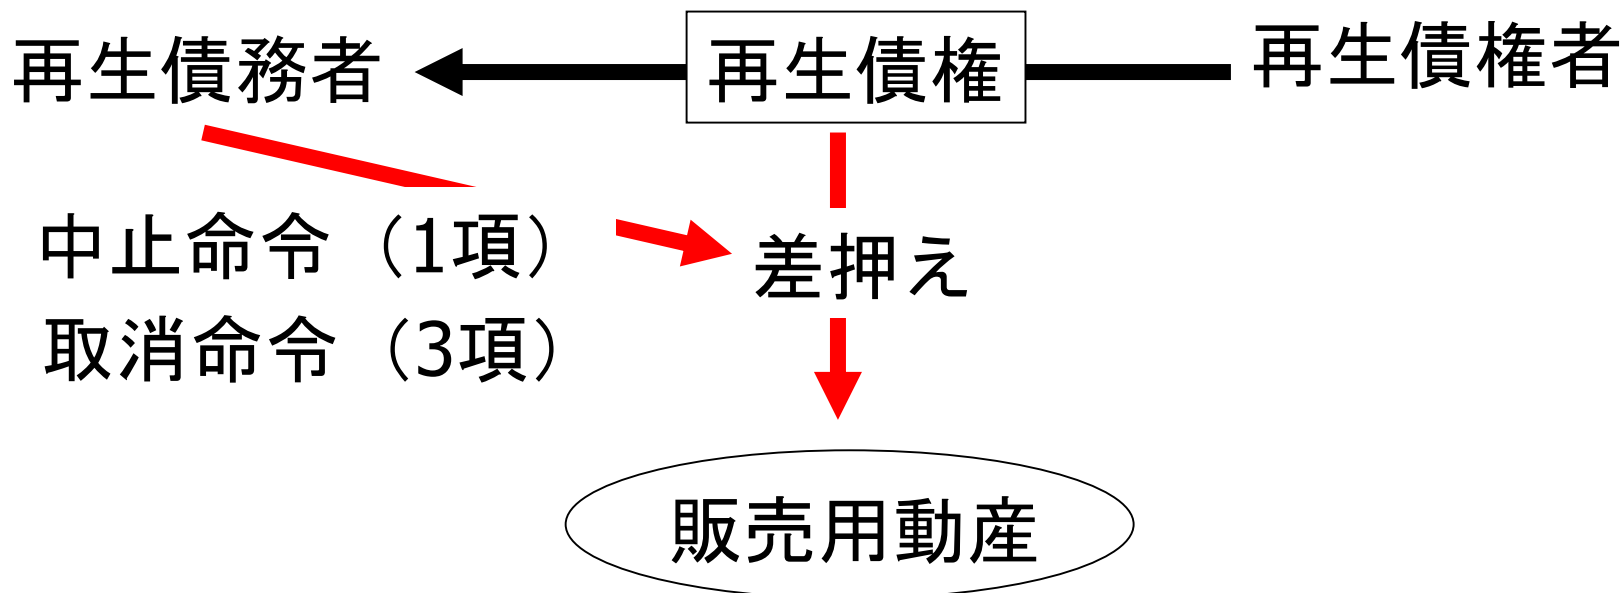 再生債務者
再生債権
再生債権者
中止命令（1項）
取消命令（3項）
差押え
販売用動産